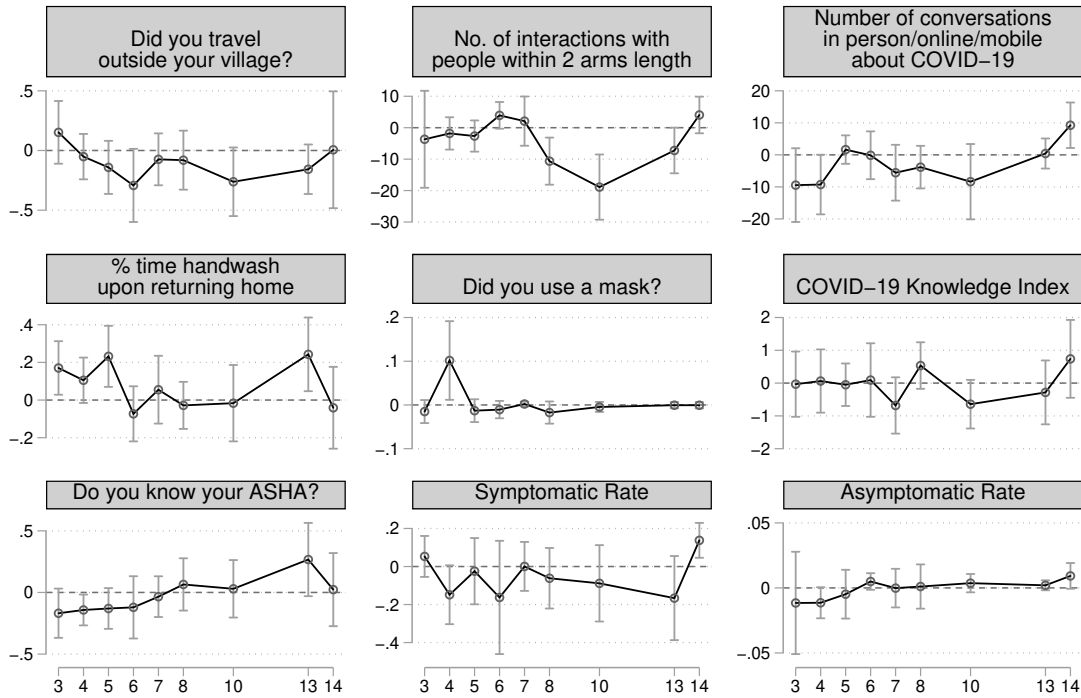 Did you travel
outside your village?
No. of interactions with
people within 2 arms length
Number of conversations
in person/online/mobile
about COVID−19
.5
0
−.5
10
0
−10
−20
−30
20
10
0
−10
−20
% time handwash
upon returning home
Did you use a mask?
COVID−19 Knowledge Index
.4
.2
0
−.2
.2
.1
0
−.1
2
1
0
−1
−2
Do you know your ASHA?
Symptomatic Rate
Asymptomatic Rate
.5
0
−.5
.2
0
−.2
−.4
.05
0
−.05
3 4 5 6 7 8 10 13 14
3 4 5 6 7 8 10 13 14
3 4 5 6 7 8 10 13 14